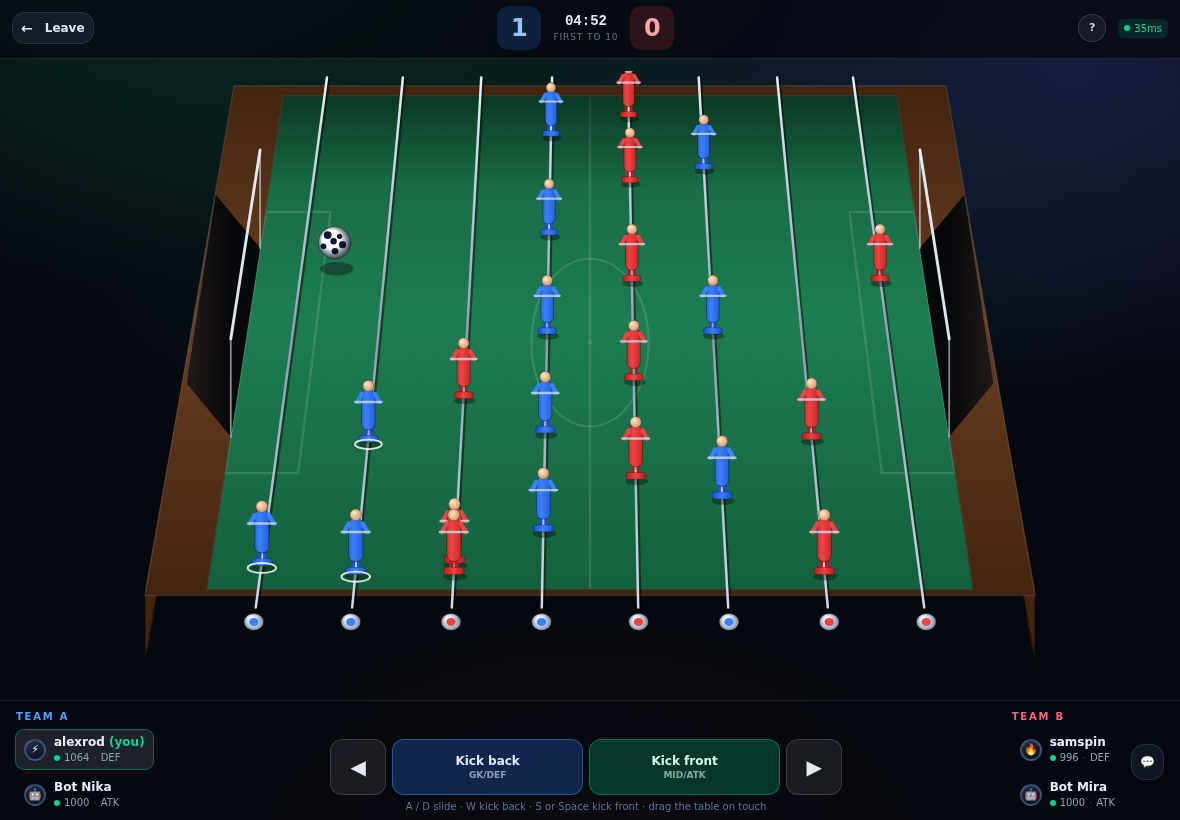 ← Leave
1
04:52
FIRST TO 10
0
?
35ms
TEAM A
alexrod (you)
1064 · DEF
Bot Nika
1000 · ATK
◀
Kick back
GK/DEF
Kick front
MID/ATK
▶
A / D slide · W kick back · S or Space kick front · drag the table on touch
TEAM B
samspin
996 · DEF
Bot Mira
1000 · ATK